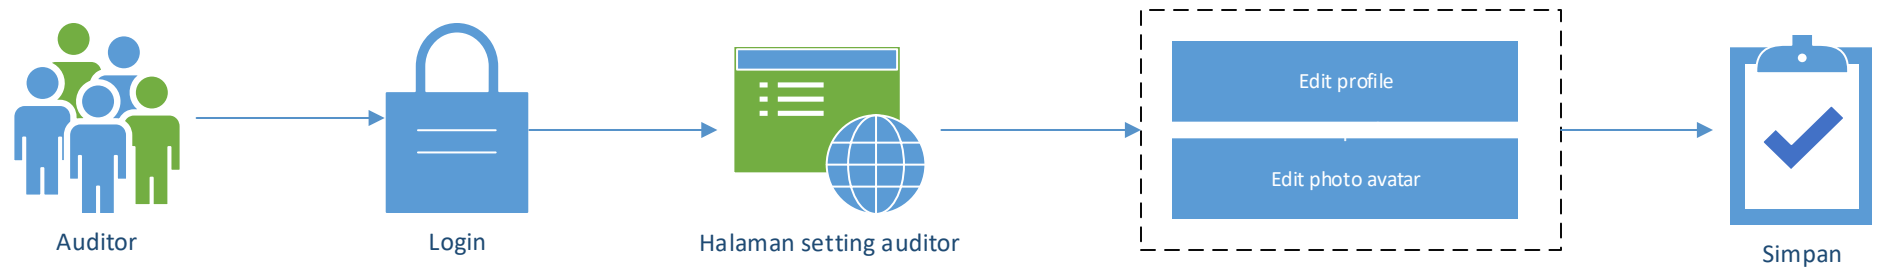 Auditor
Login
Halaman setting auditor
Edit profile
Edit photo avatar
Simpan